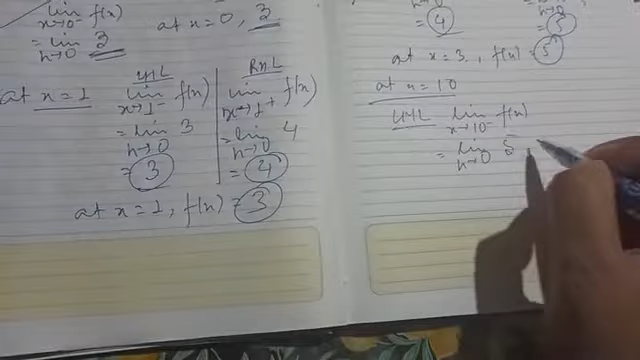 lim f(x)
x→0⁻
= lim 3
h→0
at x=0, 3
at x=1
LHL
lim f(x)
x→1⁻
= lim 3
h→0
= 3
RHL
lim f(x)
x→1⁺
= lim 4
h→0
= 4
at x=1, f(x) = 3
h→0
= 4
h→0
= 5
at x=3, f(x) = 5
at x=10
LHL lim f(x)
x→10⁻
= lim 5
h→0